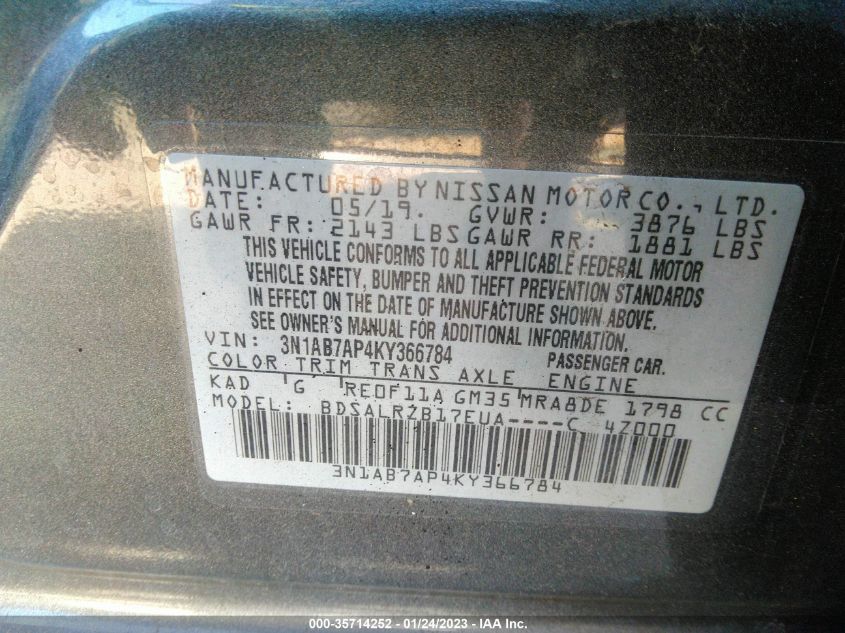 MANUFACTURED BY NISSAN MOTOR CO., LTD.
DATE: 05/19. GVWR: 3876 LBS
GAWR FR: 2143 LBS GAWR RR: 1881 LBS
THIS VEHICLE CONFORMS TO ALL APPLICABLE FEDERAL MOTOR
VEHICLE SAFETY, BUMPER AND THEFT PREVENTION STANDARDS
IN EFFECT ON THE DATE OF MANUFACTURE SHOWN ABOVE.
SEE OWNER'S MANUAL FOR ADDITIONAL INFORMATION.
VIN: 3N1AB7AP4KY366784 PASSENGER CAR.
COLOR TRIM TRANS AXLE ENGINE
KAD G RE0F11A GM35 MRA8DE 1798 CC
MODEL: BDSALRZB17EUA----C 4Z000
3N1AB7AP4KY366784
000-35714252 - 01/24/2023 - IAA Inc.